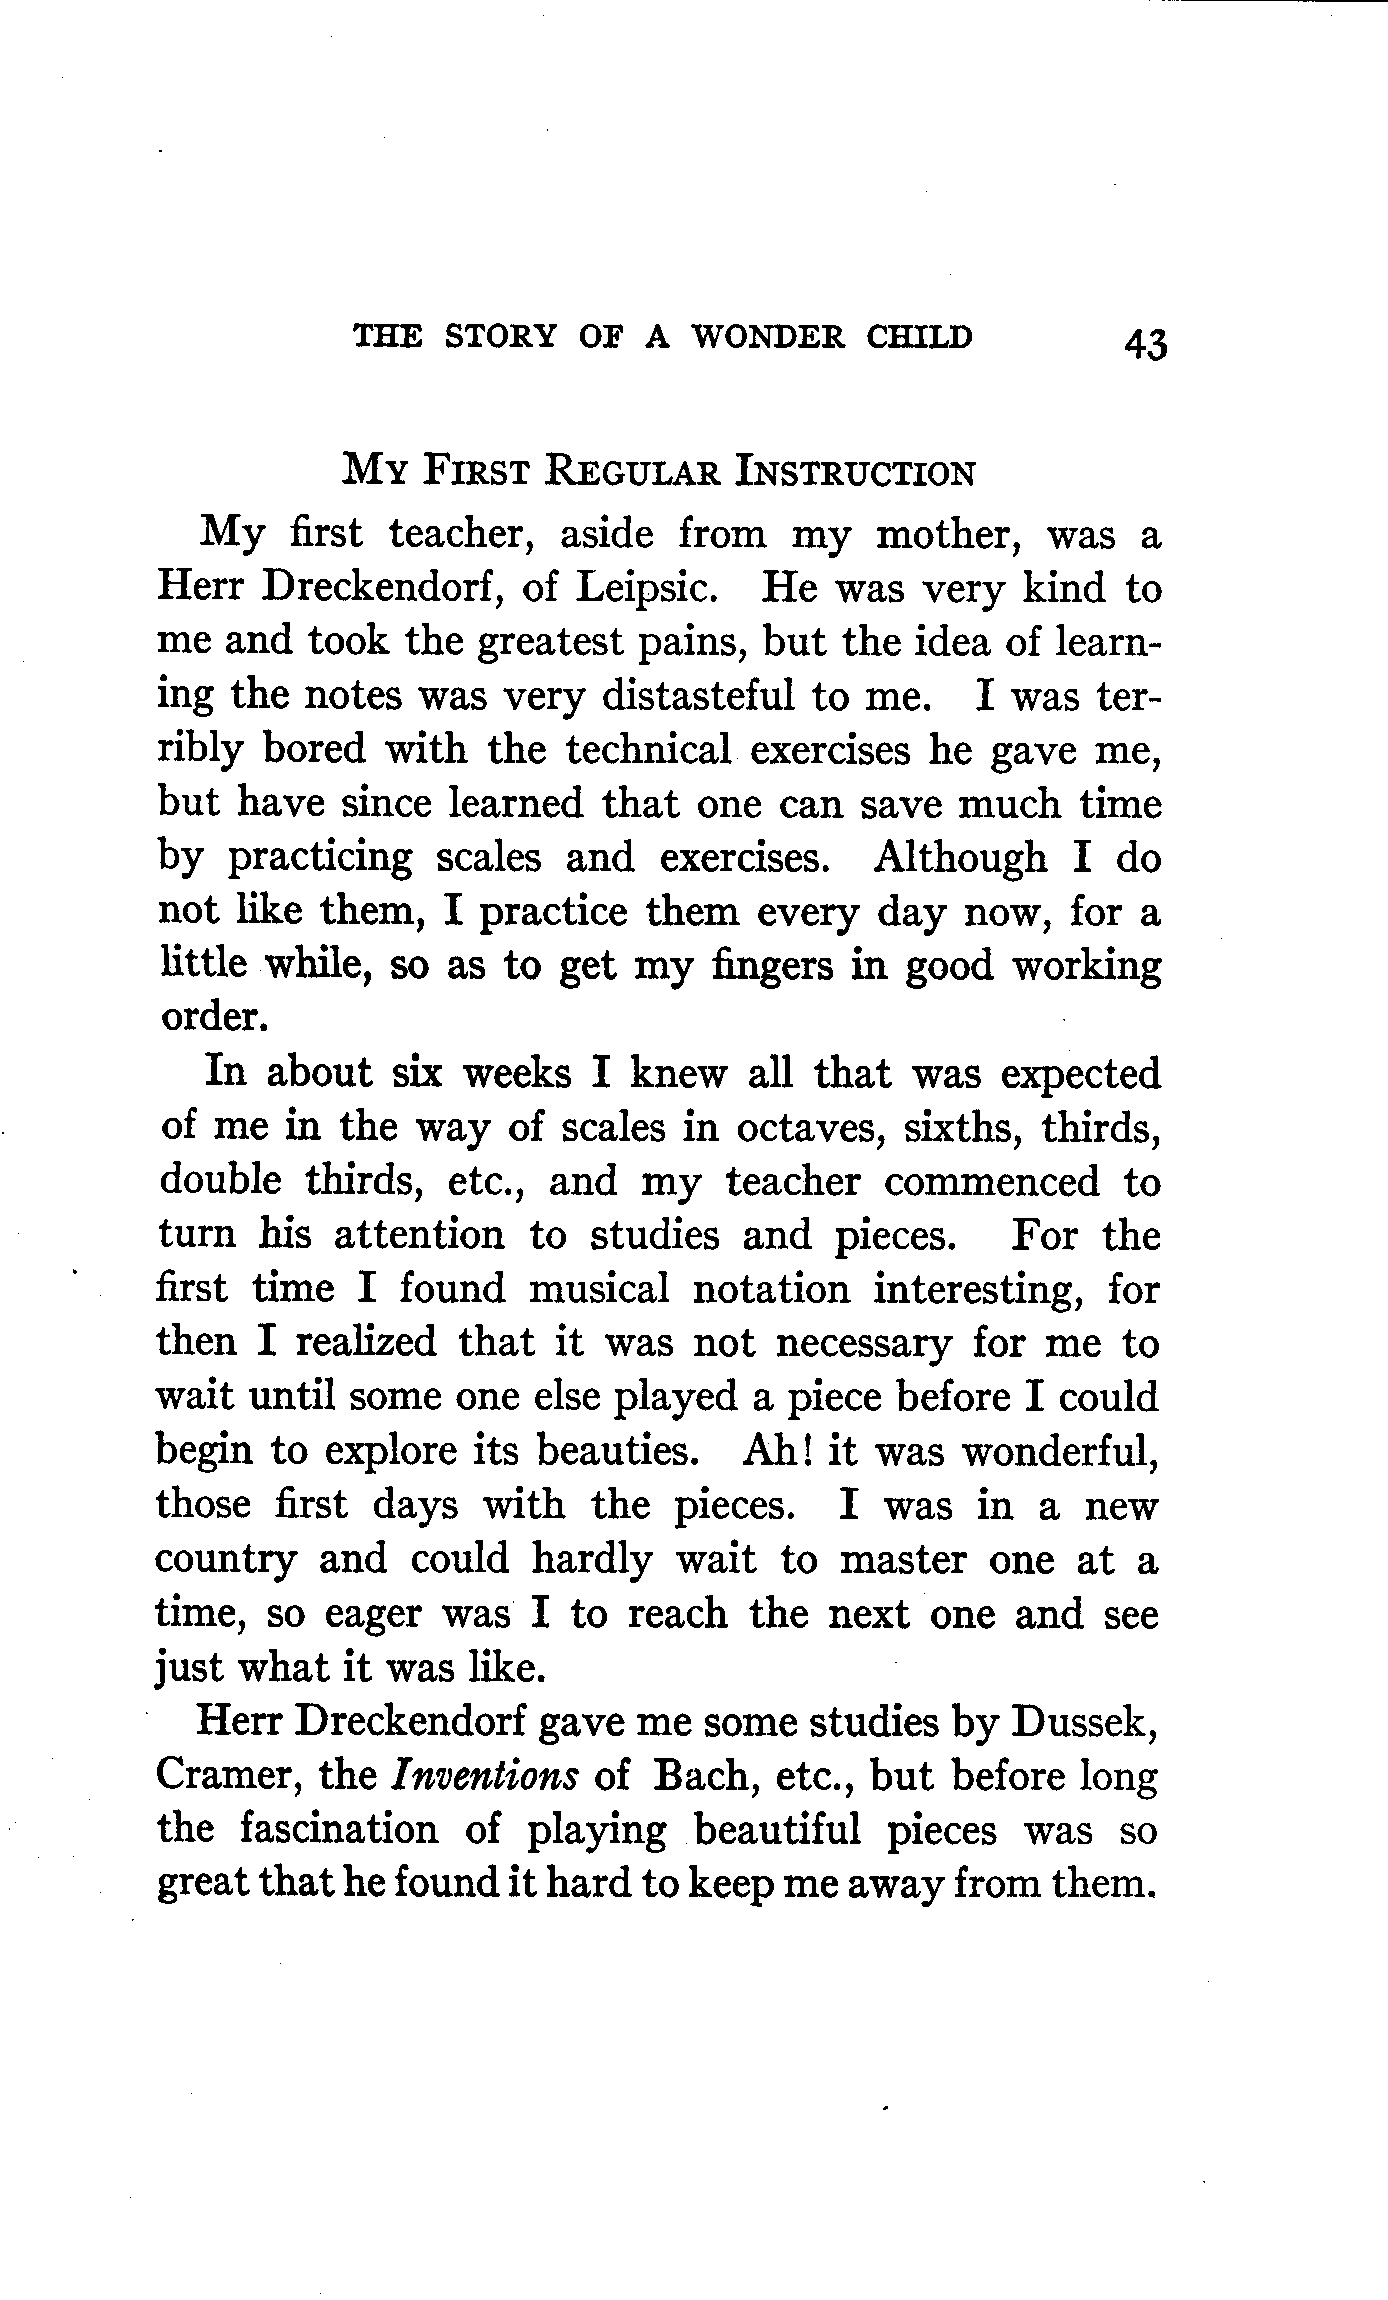 THE STORY OF A WONDER CHILD 43
MY FIRST REGULAR INSTRUCTION
My first teacher, aside from my mother, was a
Herr Dreckendorf, of Leipsic. He was very kind to
me and took the greatest pains, but the idea of learn-
ing the notes was very distasteful to me. I was ter-
ribly bored with the technical exercises he gave me,
but have since learned that one can save much time
by practicing scales and exercises. Although I do
not like them, I practice them every day now, for a
little while, so as to get my fingers in good working
order.
In about six weeks I knew all that was expected
of me in the way of scales in octaves, sixths, thirds,
double thirds, etc., and my teacher commenced to
turn his attention to studies and pieces. For the
first time I found musical notation interesting, for
then I realized that it was not necessary for me to
wait until some one else played a piece before I could
begin to explore its beauties. Ah! it was wonderful,
those first days with the pieces. I was in a new
country and could hardly wait to master one at a
time, so eager was I to reach the next one and see
just what it was like.
Herr Dreckendorf gave me some studies by Dussek,
Cramer, the Inventions of Bach, etc., but before long
the fascination of playing beautiful pieces was so
great that he found it hard to keep me away from them.